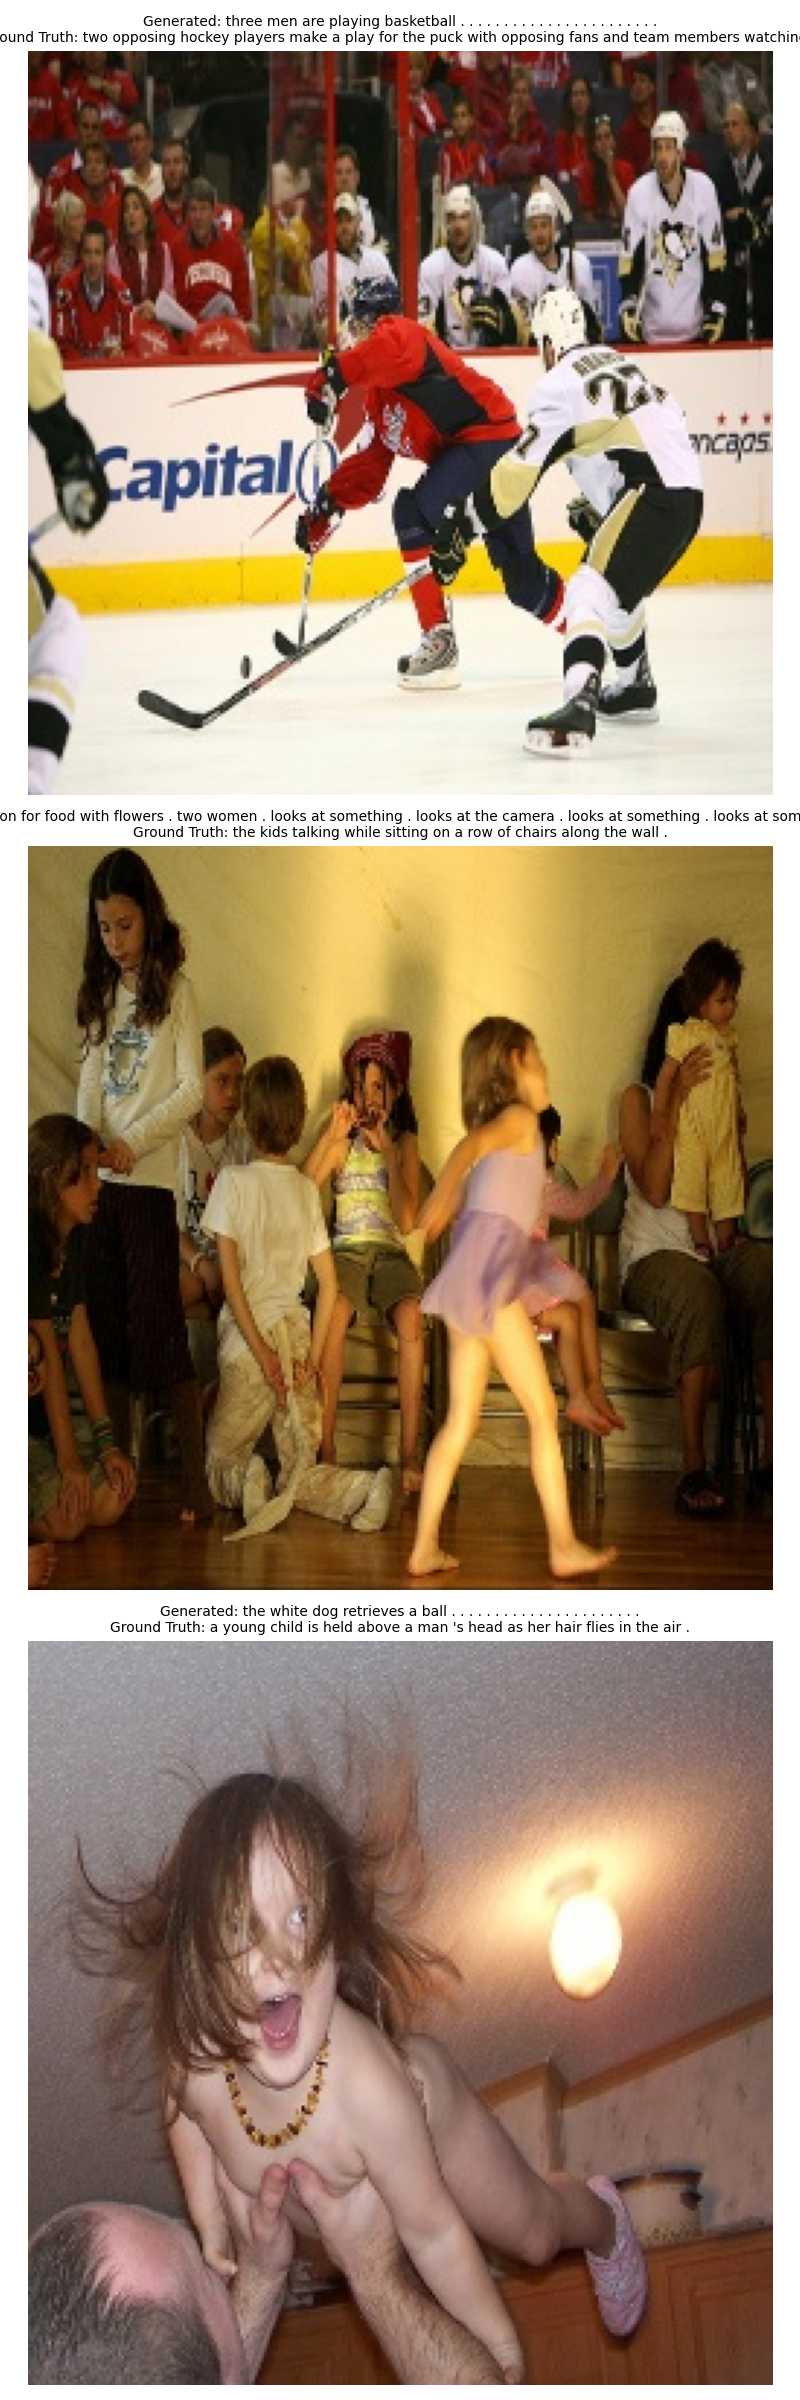 Generated: three men are playing basketball . . . . . . . . . . . . . . . . . . . . . . .
Truth: two opposing hockey players make a play for the puck with opposing fans and team members
Capital
27
for food with flowers . two women . looks at something . looks at the camera . looks at something . looks at
Ground Truth: the kids talking while sitting on a row of chairs along the wall .
Generated: the white dog retrieves a ball . . . . . . . . . . . . . . . . . . . . . .
Ground Truth: a young child is held above a man 's head as her hair flies in the air .